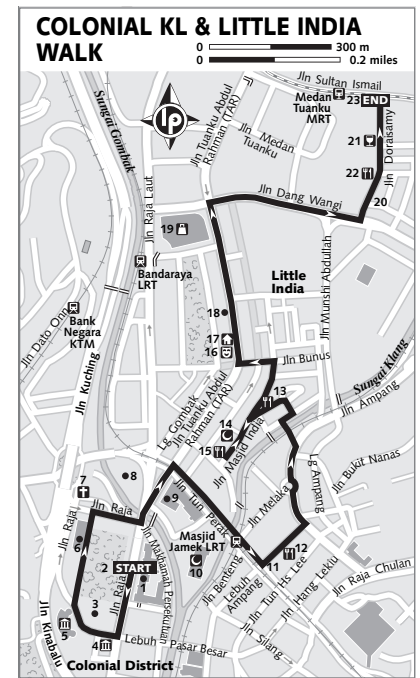 COLONIAL KL & LITTLE INDIA
WALK
0 300 m
0 0.2 miles
Jln Sultan Ismail
Medan
Tuanku
MRT
23 END
Sungai Gombak
lp
Jln Tuanku Abdul
Rahman (TAR)
Jln Medan
Tuanku
21
Jln Doraisamy
22
20
Jln Raja Laut
Jln Dang Wangi
19
Bandaraya
LRT
Little
India
Jln Munshi Abdullah
Bank
Negara
KTM
Jln Dato Onn
18
17
16
Jln Bunus
Sungai Klang
Jln Kuching
Lg Gombak
Jln Tuanku Abdul
Rahman (TAR)
13
Jln Ampang
14
15
Jln Masjid India
Lg Ampang
Jln Bukit Nanas
7
8
9
Jln Melaka
Jln Raja
Jln Tun Perak
6
Jln Raja
2
START
Jln Raja
1
Jln Makhamah Persekutuan
Masjid
Jamek LRT
10
11
12
Jln Benteng
Lebuh
Ampang
Jln Tun Hs Lee
Jln Hang Lekiu
Jln Raja Chulan
3
5
4
Jln Kinabalu
Lebuh Pasar Besar
Jln Silang
Colonial District